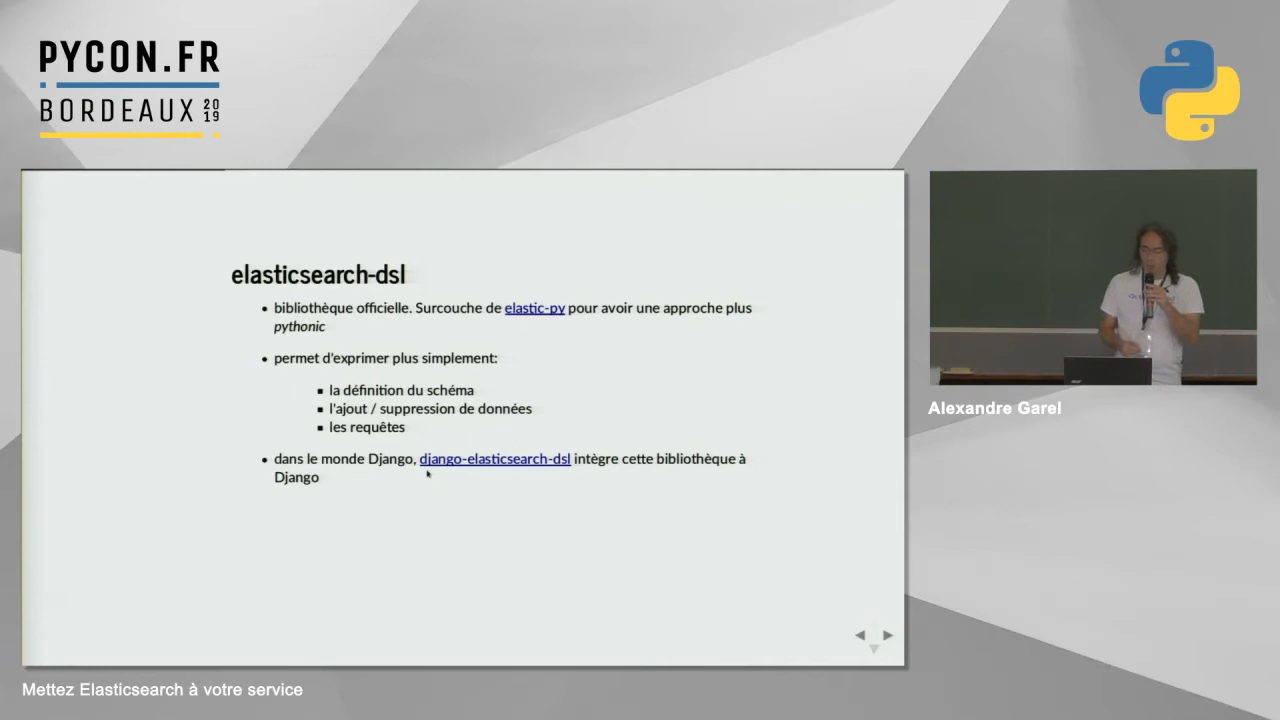 PYCON.FR
BORDEAUX 2019
elasticsearch-dsl
• bibliothèque officielle. Surcouche de elastic-py pour avoir une approche plus
pythonic
• permet d'exprimer plus simplement:
▪ la définition du schéma
▪ l'ajout / suppression de données
▪ les requêtes
• dans le monde Django, django-elasticsearch-dsl intègre cette bibliothèque à
Django
Alexandre Garel
Mettez Elasticsearch à votre service